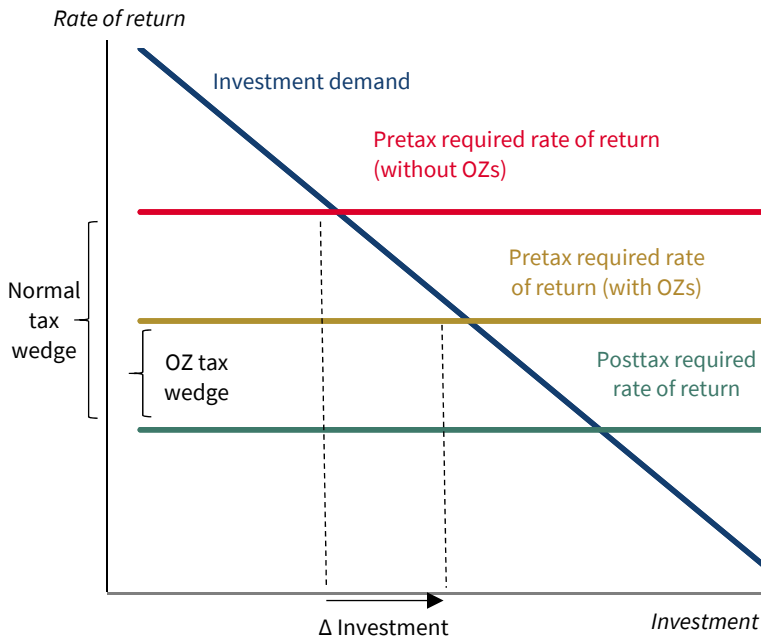 Rate of return
Investment demand
Pretax required rate of return
(without OZs)
Pretax required rate
of return (with OZs)
Normal
tax
wedge
OZ tax
wedge
Posttax required
rate of return
Δ Investment
Investment